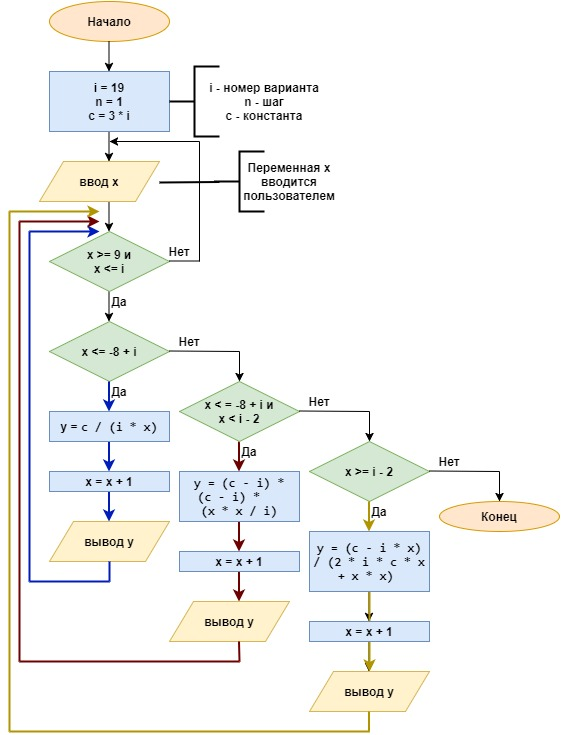 Начало
i = 19
n = 1
c = 3 * i
i - номер варианта
n - шаг
c - константа
ввод x
Переменная x
вводится
пользователем
x >= 9 и
x <= i
Нет
Да
x <= -8 + i
Нет
Да
y = c / (i * x)
x = x + 1
вывод y
x < = -8 + i и
x < i - 2
Нет
Да
y = (c - i) *
(c - i) *
(x * x / i)
x = x + 1
вывод y
x >= i - 2
Нет
Да
Конец
y = (c - i * x)
/ (2 * i * c * x
+ x * x)
x = x + 1
вывод y